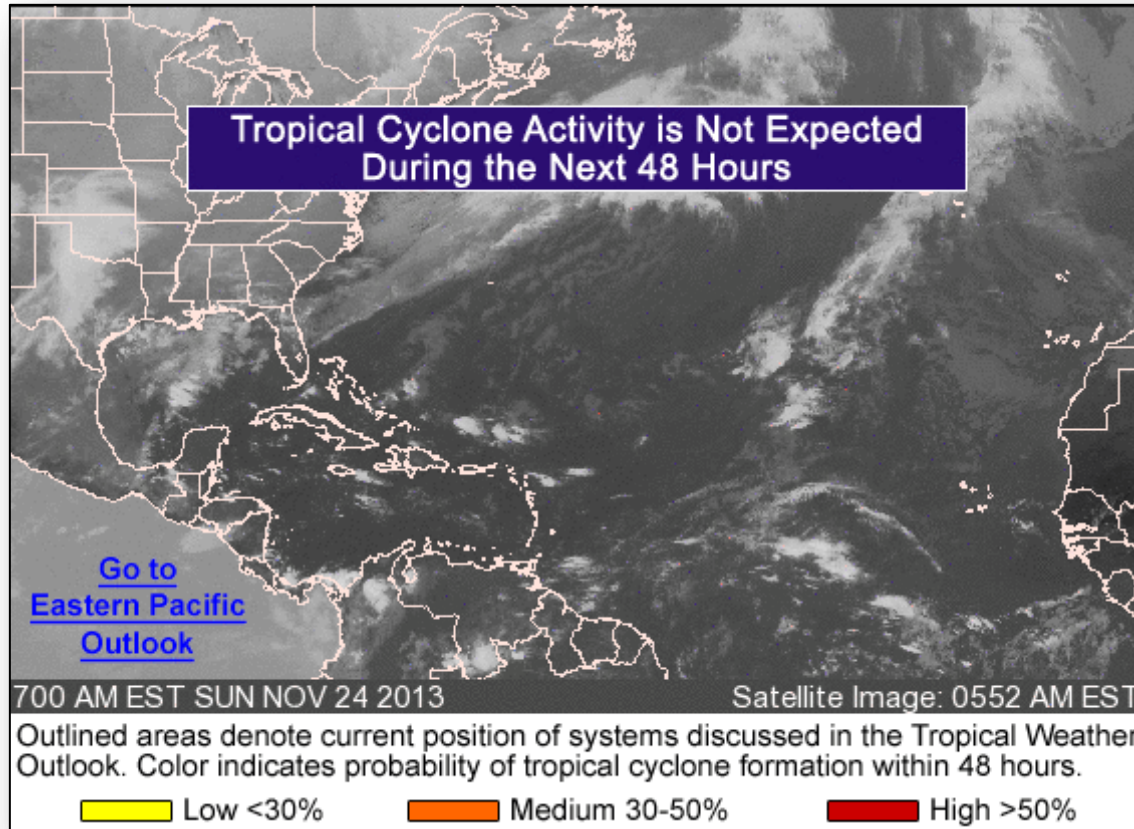 Tropical Cyclone Activity is Not Expected
During the Next 48 Hours
Go to
Eastern Pacific
Outlook
700 AM EST SUN NOV 24 2013 Satellite Image: 0552 AM EST
Outlined areas denote current position of systems discussed in the Tropical Weather
Outlook. Color indicates probability of tropical cyclone formation within 48 hours.
Low <30% Medium 30-50% High >50%